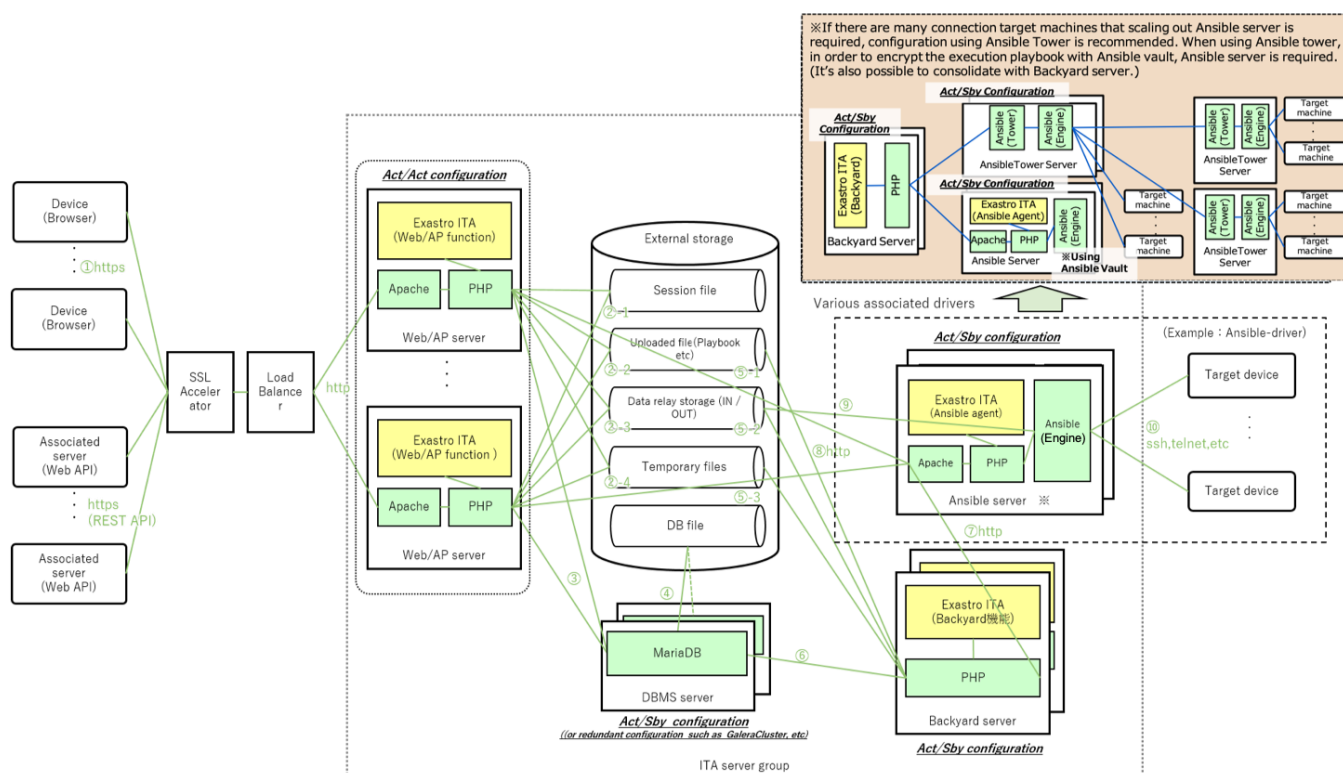 ※If there are many connection target machines that scaling out Ansible server is
required, configuration using Ansible Tower is recommended. When using Ansible tower,
in order to encrypt the execution playbook with Ansible vault, Ansible server is required.
(It's also possible to consolidate with Backyard server.)
Act/Sby Configuration
Act/Sby
Configuration
Exastro ITA
(Backyard)
PHP
Backyard Server
Ansible
(Tower)
Ansible
(Engine)
AnsibleTower Server
Act/Sby Configuration
Exastro ITA
(Ansible Agent)
Apache
PHP
Ansible
(Engine)
Ansible Server
※Using
Ansible Vault
Target
machine
Target
machine
Ansible
(Tower)
Ansible
(Engine)
AnsibleTower Server
Target
machine
Target
machine
Ansible
(Tower)
Ansible
(Engine)
AnsibleTower
Server
Target
machine
Target
machine
Device
(Browser)
①https
Device
(Browser)
Associated
server
(Web API)
https
(REST API)
Associated
server
(Web API)
SSL
Acceler
ator
Load
Balance
r
http
Act/Act configuration
Exastro ITA
(Web/AP function)
Apache
PHP
Web/AP server
Exastro ITA
(Web/AP function )
Apache
PHP
Web/AP server
External storage
Session file
②-1
Uploaded file(Playbook
etc)
②-2
⑤-1
Data relay storage (IN /
OUT)
②-3
⑤-2
Temporary files
②-4
⑤-3
DB file
③
④
MariaDB
DBMS server
Act/Sby configuration
((or redundant configuration such as GaleraCluster, etc)
⑥
Various associated drivers
Act/Sby configuration
(Example：Ansible-driver)
Exastro ITA
(Ansible agent)
Apache
PHP
Ansible
(Engine)
Ansible server ※
⑨
⑧http
⑩
ssh,telnet,etc
Target device
Target device
⑦http
Exastro ITA
(Backyard機能)
PHP
Backyard server
Act/Sby configuration
ITA server group